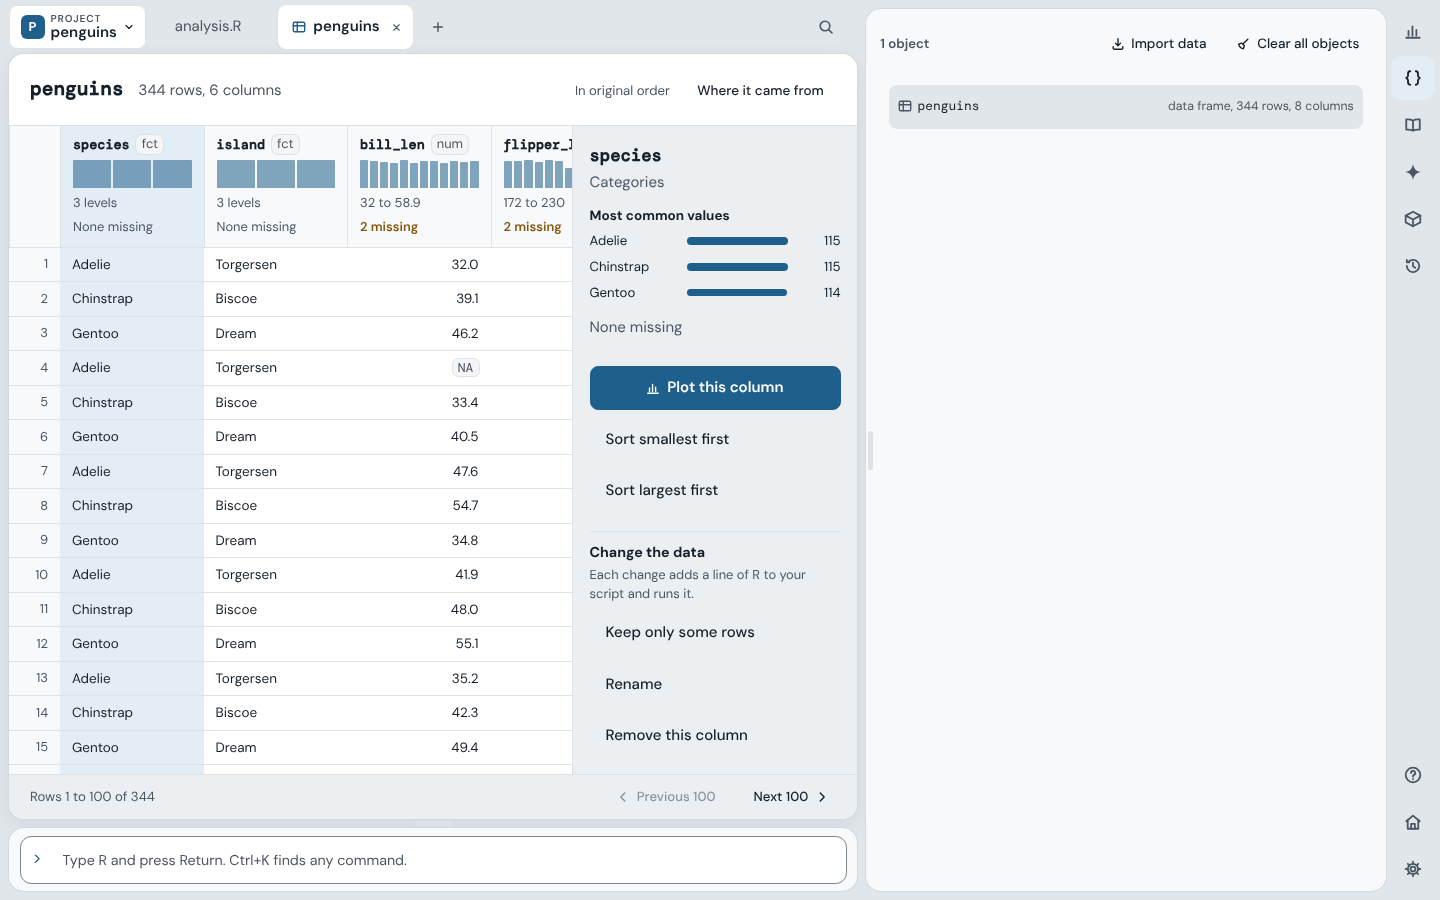 P PROJECT
penguins
analysis.R
penguins
penguins 344 rows, 6 columns
In original order
Where it came from
species fct
3 levels
None missing
island fct
3 levels
None missing
bill_len num
32 to 58.9
2 missing
flipper_l
172 to 230
2 missing
1 Adelie Torgersen 32.0
2 Chinstrap Biscoe 39.1
3 Gentoo Dream 46.2
4 Adelie Torgersen NA
5 Chinstrap Biscoe 33.4
6 Gentoo Dream 40.5
7 Adelie Torgersen 47.6
8 Chinstrap Biscoe 54.7
9 Gentoo Dream 34.8
10 Adelie Torgersen 41.9
11 Chinstrap Biscoe 48.0
12 Gentoo Dream 55.1
13 Adelie Torgersen 35.2
14 Chinstrap Biscoe 42.3
15 Gentoo Dream 49.4
species
Categories
Most common values
Adelie 115
Chinstrap 115
Gentoo 114
None missing
Plot this column
Sort smallest first
Sort largest first
Change the data
Each change adds a line of R to your
script and runs it.
Keep only some rows
Rename
Remove this column
Rows 1 to 100 of 344
Previous 100
Next 100
Type R and press Return. Ctrl+K finds any command.
1 object
Import data
Clear all objects
penguins data frame, 344 rows, 8 columns